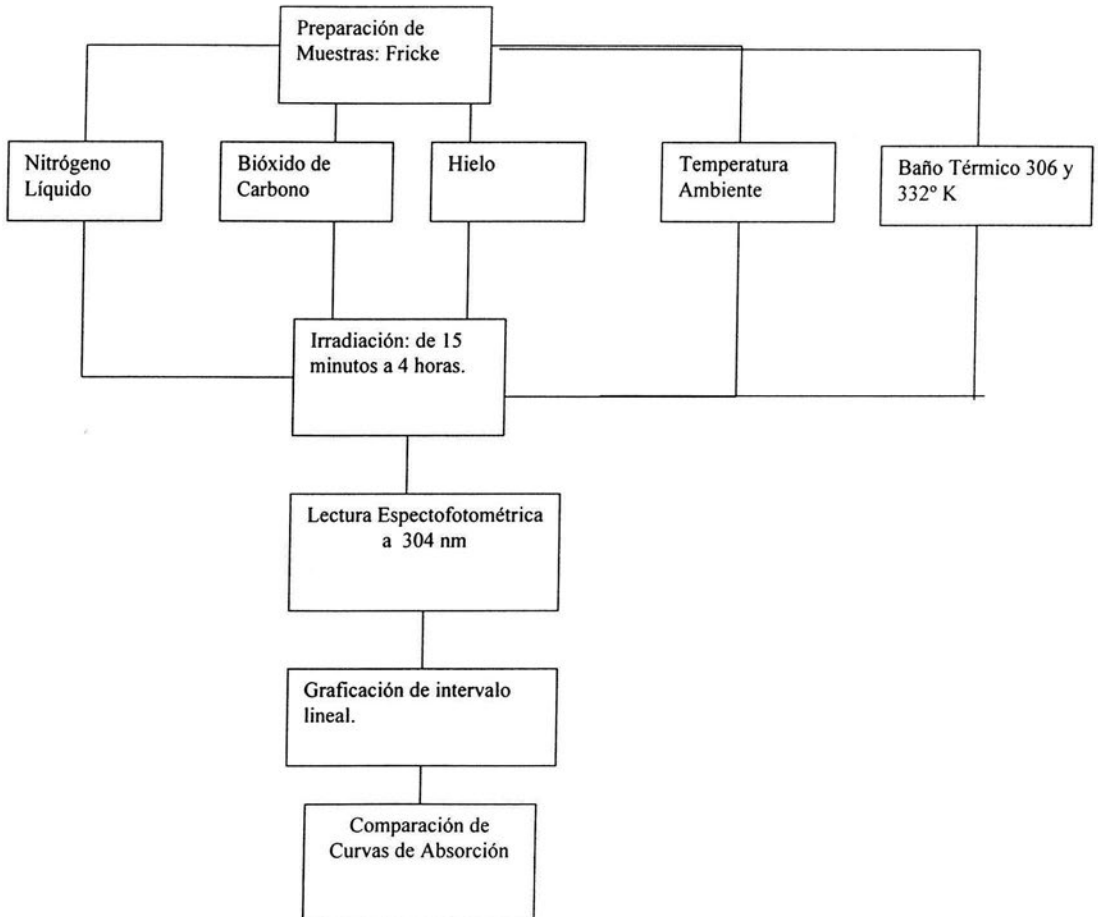 Preparación de
Muestras: Fricke
Nitrógeno
Líquido
Bióxido de
Carbono
Hielo
Temperatura
Ambiente
Baño Térmico 306 y
332º K
Irradiación: de 15
minutos a 4 horas.
Lectura Espectofotométrica
a 304 nm
Graficación de intervalo
lineal.
Comparación de
Curvas de Absorción